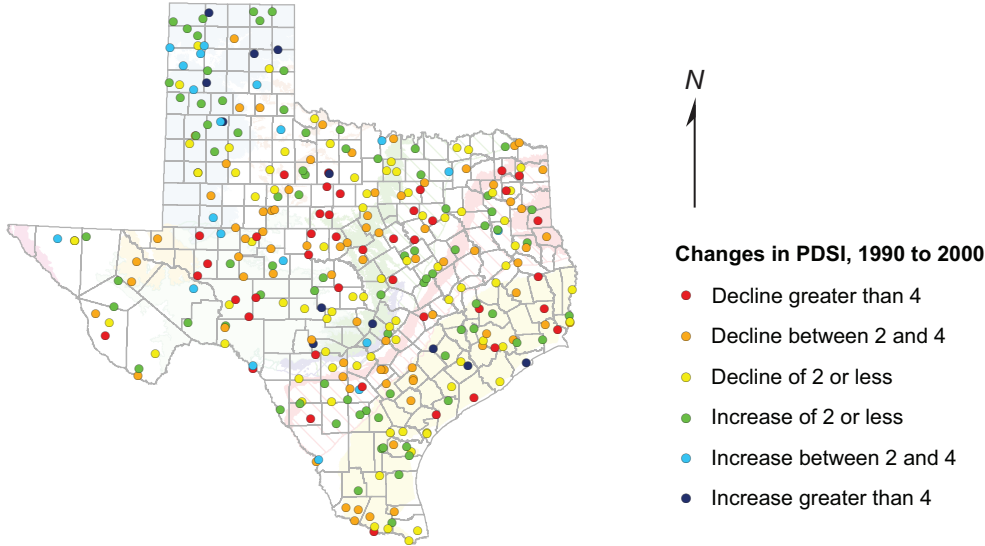 N
Changes in PDSI, 1990 to 2000
Decline greater than 4
Decline between 2 and 4
Decline of 2 or less
Increase of 2 or less
Increase between 2 and 4
Increase greater than 4